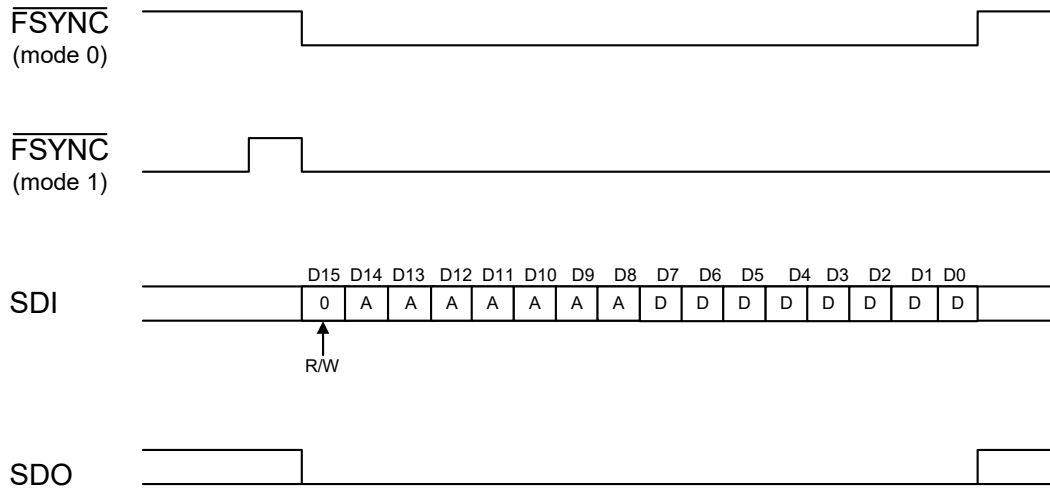 FSYNC
(mode 0)
FSYNC
(mode 1)
D15 D14 D13 D12 D11 D10 D9 D8 D7 D6 D5 D4 D3 D2 D1 D0
SDI
0 A A A A A A A D D D D D D D D
R/W
SDO